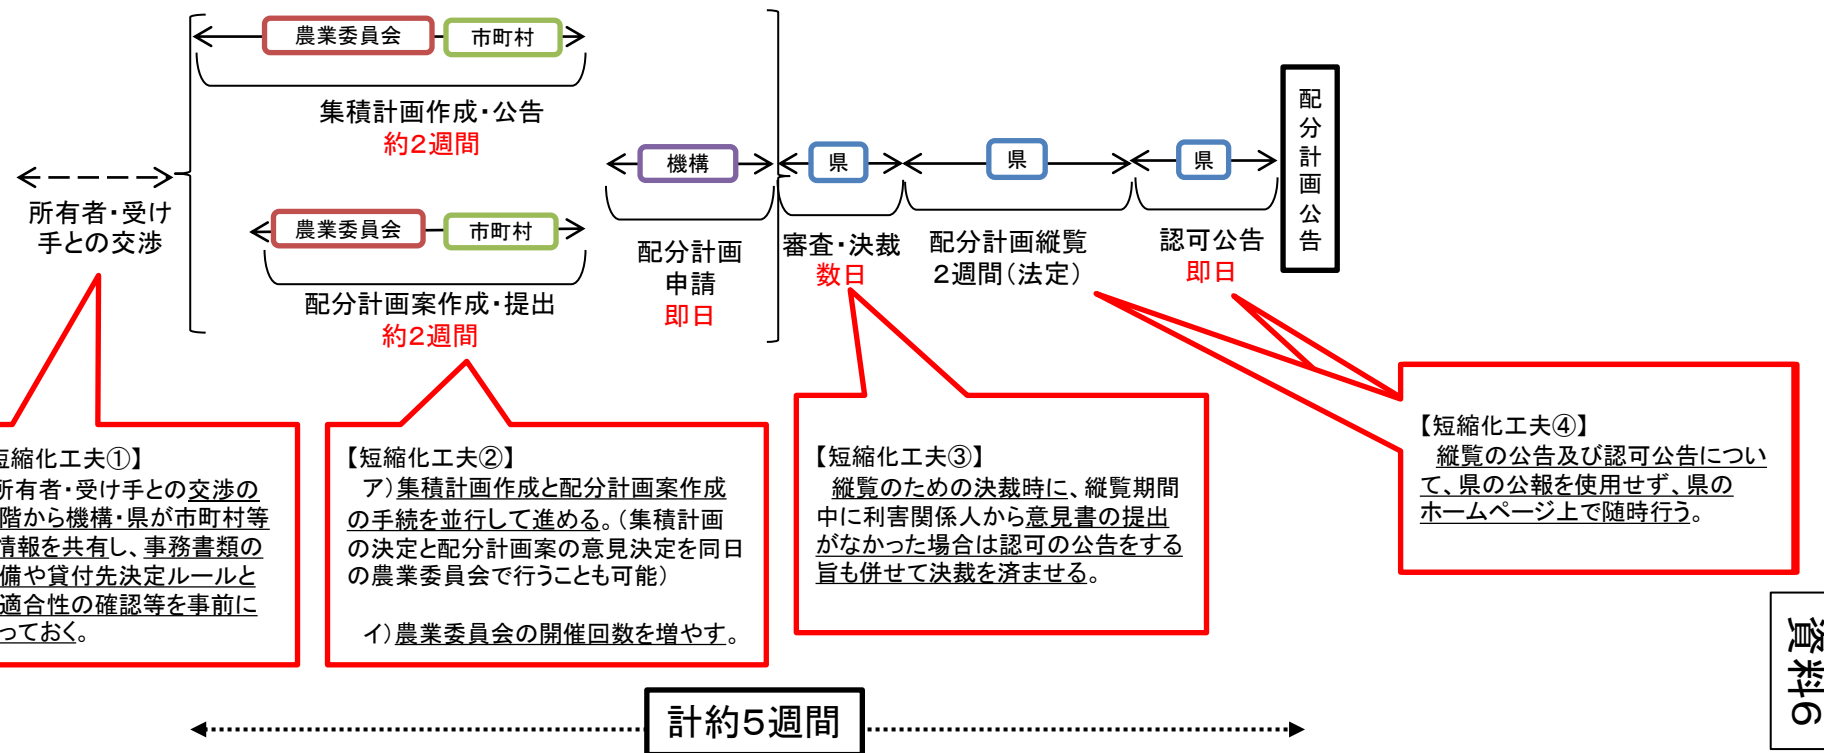 農業委員会
市町村
集積計画作成・公告
約2週間
所有者・受け
手との交渉
農業委員会
市町村
配分計画案作成・提出
約2週間
機構
配分計画
申請
即日
県
審査・決裁
数日
県
配分計画縦覧
2週間（法定）
県
認可公告
即日
配分計画公告
短縮化工夫①】
所有者・受け手との交渉の
階から機構・県が市町村等
情報を共有し、事務書類の
備や貸付先決定ルールと
適合性の確認等を事前に
っておく。
【短縮化工夫②】
ア）集積計画作成と配分計画案作成
の手続を並行して進める。（集積計画
の決定と配分計画案の意見決定を同日
の農業委員会で行うことも可能）
イ）農業委員会の開催回数を増やす。
【短縮化工夫③】
縦覧のための決裁時に、縦覧期間
中に利害関係人から意見書の提出
がなかった場合は認可の公告をする
旨も併せて決裁を済ませる。
【短縮化工夫④】
縦覧の公告及び認可公告につい
て、県の公報を使用せず、県の
ホームページ上で随時行う。
計約5週間
資料6